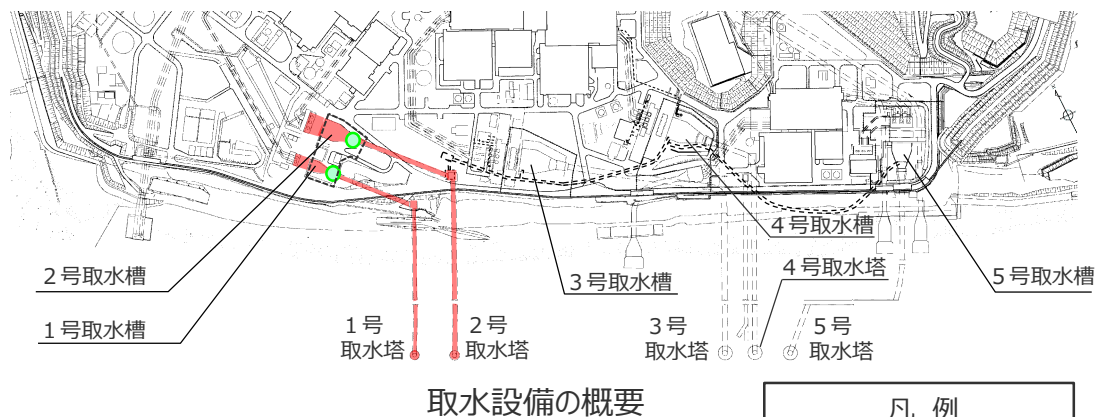 4号取水槽
4号取水塔
2号取水槽
3号取水槽
5号取水槽
1号取水槽
1号
取水塔
2号
取水塔
3号
取水塔
5号
取水塔
取水設備の概要
凡 例